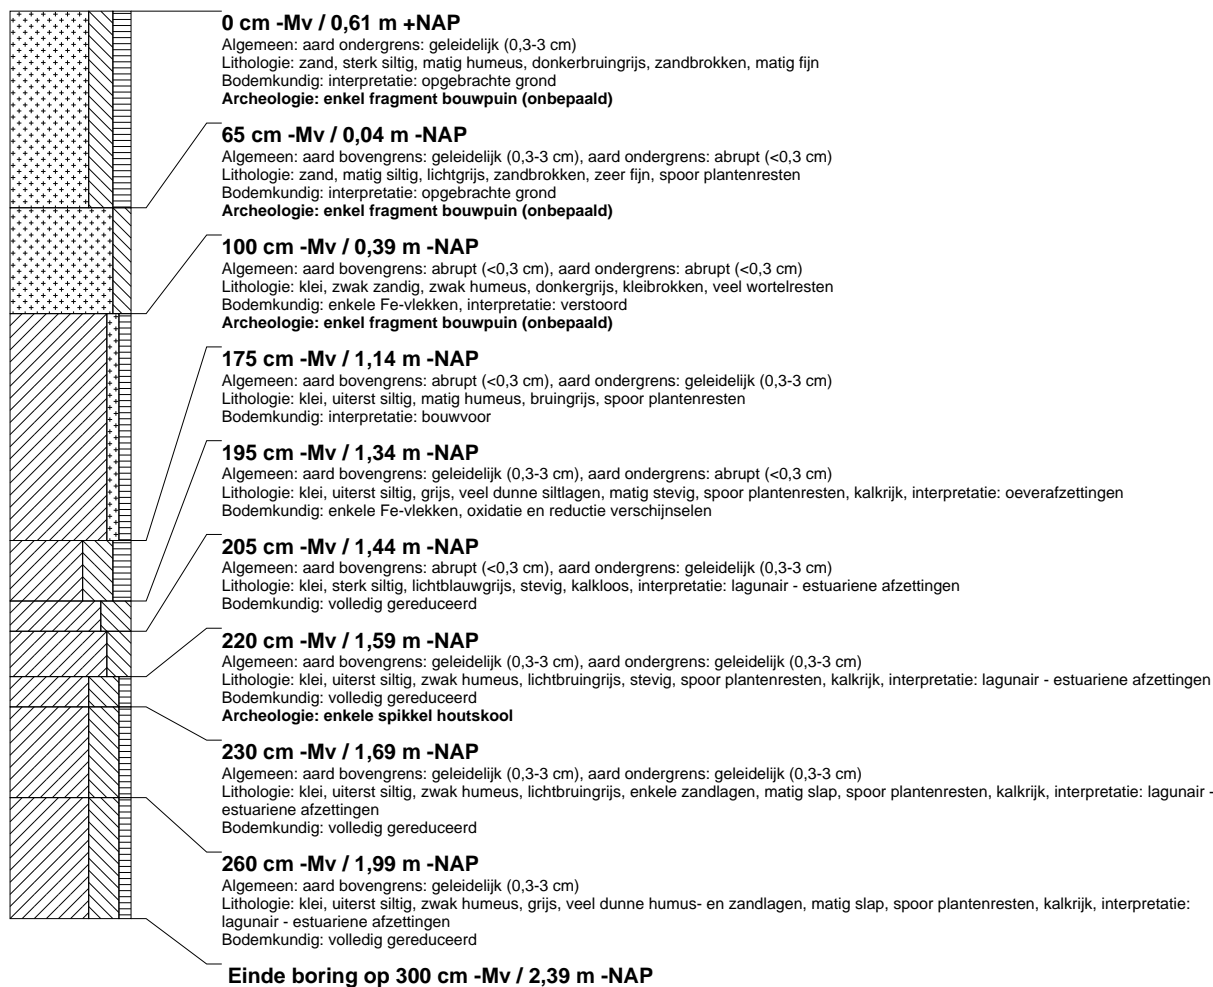 0 cm -Mv / 0,61 m +NAP
Algemeen: aard ondergrens: geleidelijk (0,3-3 cm)
Lithologie: zand, sterk siltig, matig humeus, donkerbruingrijs, zandbrokken, matig fijn
Bodemkundig: interpretatie: opgebrachte grond
Archeologie: enkel fragment bouwpuin (onbepaald)
65 cm -Mv / 0,04 m -NAP
Algemeen: aard bovengrens: geleidelijk (0,3-3 cm), aard ondergrens: abrupt (<0,3 cm)
Lithologie: zand, matig siltig, lichtgrijs, zandbrokken, zeer fijn, spoor plantenresten
Bodemkundig: interpretatie: opgebrachte grond
Archeologie: enkel fragment bouwpuin (onbepaald)
100 cm -Mv / 0,39 m -NAP
Algemeen: aard bovengrens: abrupt (<0,3 cm), aard ondergrens: abrupt (<0,3 cm)
Lithologie: klei, zwak zandig, zwak humeus, donkergrijs, kleibrokken, veel wortelresten
Bodemkundig: enkele Fe-vlekken, interpretatie: verstoord
Archeologie: enkel fragment bouwpuin (onbepaald)
175 cm -Mv / 1,14 m -NAP
Algemeen: aard bovengrens: abrupt (<0,3 cm), aard ondergrens: geleidelijk (0,3-3 cm)
Lithologie: klei, uiterst siltig, matig humeus, bruingrijs, spoor plantenresten
Bodemkundig: interpretatie: bouwvoor
195 cm -Mv / 1,34 m -NAP
Algemeen: aard bovengrens: geleidelijk (0,3-3 cm), aard ondergrens: abrupt (<0,3 cm)
Lithologie: klei, uiterst siltig, grijs, veel dunne siltlagen, matig stevig, spoor plantenresten, kalkrijk, interpretatie: oeverafzettingen
Bodemkundig: enkele Fe-vlekken, oxidatie en reductie verschijnselen
205 cm -Mv / 1,44 m -NAP
Algemeen: aard bovengrens: abrupt (<0,3 cm), aard ondergrens: geleidelijk (0,3-3 cm)
Lithologie: klei, sterk siltig, lichtblauwgrijs, stevig, kalkloos, interpretatie: lagunair - estuariene afzettingen
Bodemkundig: volledig gereduceerd
220 cm -Mv / 1,59 m -NAP
Algemeen: aard bovengrens: geleidelijk (0,3-3 cm), aard ondergrens: geleidelijk (0,3-3 cm)
Lithologie: klei, uiterst siltig, zwak humeus, lichtbruingrijs, stevig, spoor plantenresten, kalkrijk, interpretatie: lagunair - estuariene afzettingen
Bodemkundig: volledig gereduceerd
Archeologie: enkele spikkel houtskool
230 cm -Mv / 1,69 m -NAP
Algemeen: aard bovengrens: geleidelijk (0,3-3 cm), aard ondergrens: geleidelijk (0,3-3 cm)
Lithologie: klei, uiterst siltig, zwak humeus, lichtbruingrijs, enkele zandlagen, matig slap, spoor plantenresten, kalkrijk, interpretatie: lagunair -
estuariene afzettingen
Bodemkundig: volledig gereduceerd
260 cm -Mv / 1,99 m -NAP
Algemeen: aard bovengrens: geleidelijk (0,3-3 cm)
Lithologie: klei, uiterst siltig, zwak humeus, grijs, veel dunne humus- en zandlagen, matig slap, spoor plantenresten, kalkrijk, interpretatie:
lagunair - estuariene afzettingen
Bodemkundig: volledig gereduceerd
Einde boring op 300 cm -Mv / 2,39 m -NAP